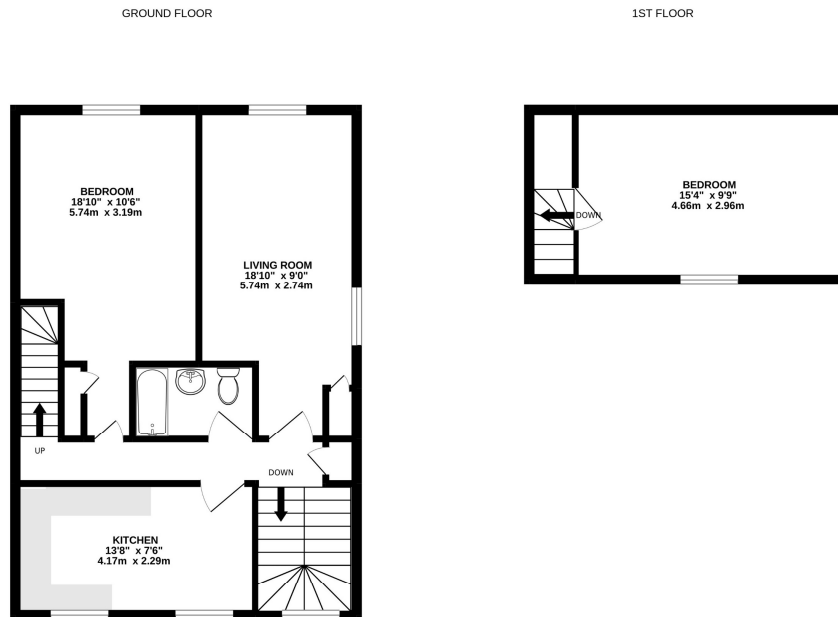 GROUND FLOOR
1ST FLOOR
BEDROOM
18'10" x 10'6"
5.74m x 3.19m
LIVING ROOM
18'10" x 9'0"
5.74m x 2.74m
UP
DOWN
KITCHEN
13'8" x 7'6"
4.17m x 2.29m
BEDROOM
15'4" x 9'9"
4.66m x 2.96m
DOWN